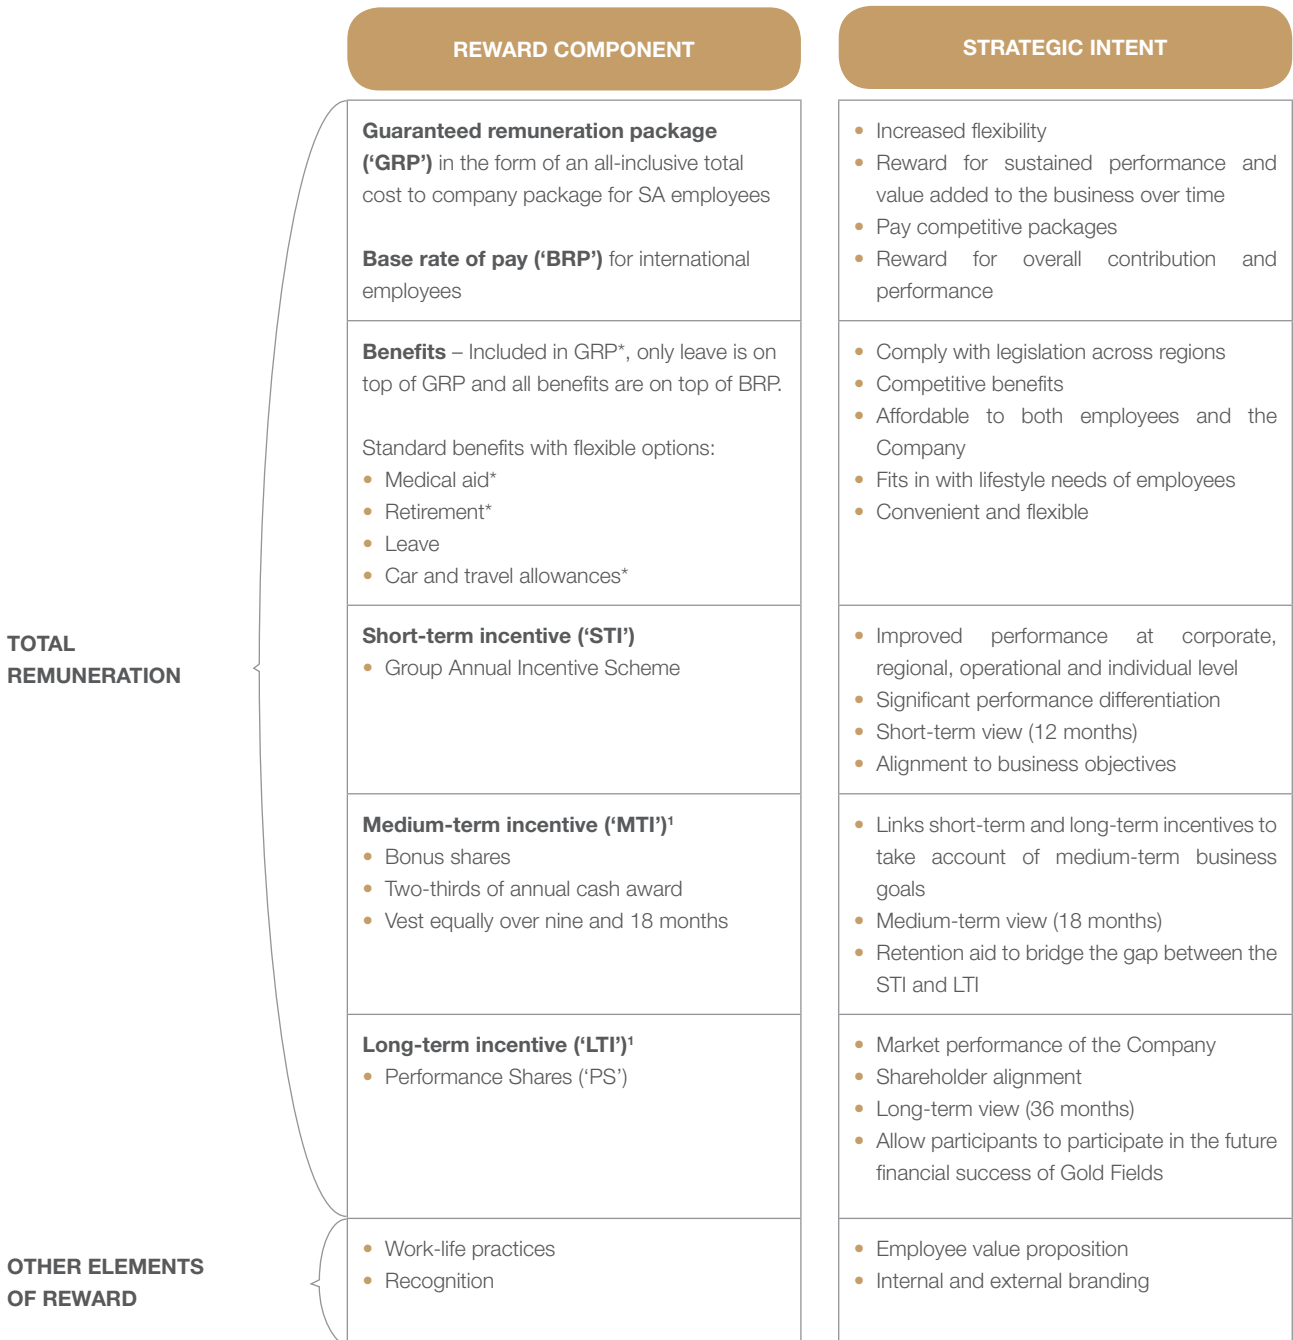 REWARD COMPONENT
STRATEGIC INTENT
Guaranteed remuneration package
(‘GRP’) in the form of an all-inclusive total
cost to company package for SA employees
Base rate of pay (‘BRP’) for international
employees
• Increased flexibility
• Reward for sustained performance and
value added to the business over time
• Pay competitive packages
• Reward for overall contribution and
performance
Benefits – Included in GRP*, only leave is on
top of GRP and all benefits are on top of BRP.
Standard benefits with flexible options:
• Medical aid*
• Retirement*
• Leave
• Car and travel allowances*
• Comply with legislation across regions
• Competitive benefits
• Affordable to both employees and the
Company
• Fits in with lifestyle needs of employees
• Convenient and flexible
TOTAL
REMUNERATION
Short-term incentive (‘STI’)
• Group Annual Incentive Scheme
• Improved performance at corporate,
regional, operational and individual level
• Significant performance differentiation
• Short-term view (12 months)
• Alignment to business objectives
Medium-term incentive (‘MTI’)¹
• Bonus shares
• Two-thirds of annual cash award
• Vest equally over nine and 18 months
• Links short-term and long-term incentives to
take account of medium-term business
goals
• Medium-term view (18 months)
• Retention aid to bridge the gap between the
STI and LTI
Long-term incentive (‘LTI’)¹
• Performance Shares (‘PS’)
• Market performance of the Company
• Shareholder alignment
• Long-term view (36 months)
• Allow participants to participate in the future
financial success of Gold Fields
OTHER ELEMENTS
OF REWARD
• Work-life practices
• Recognition
• Employee value proposition
• Internal and external branding